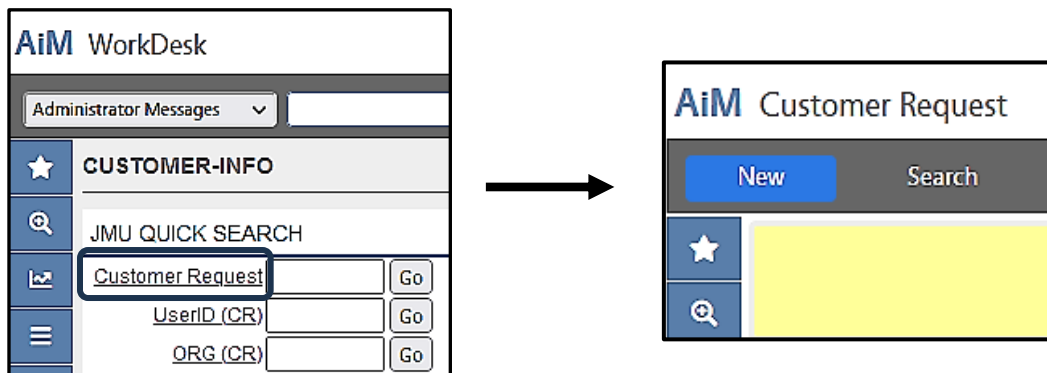 AiM WorkDesk
Administrator Messages
CUSTOMER-INFO
JMU QUICK SEARCH
Customer Request Go
UserID (CR) Go
ORG (CR) Go
AiM Customer Request
New Search